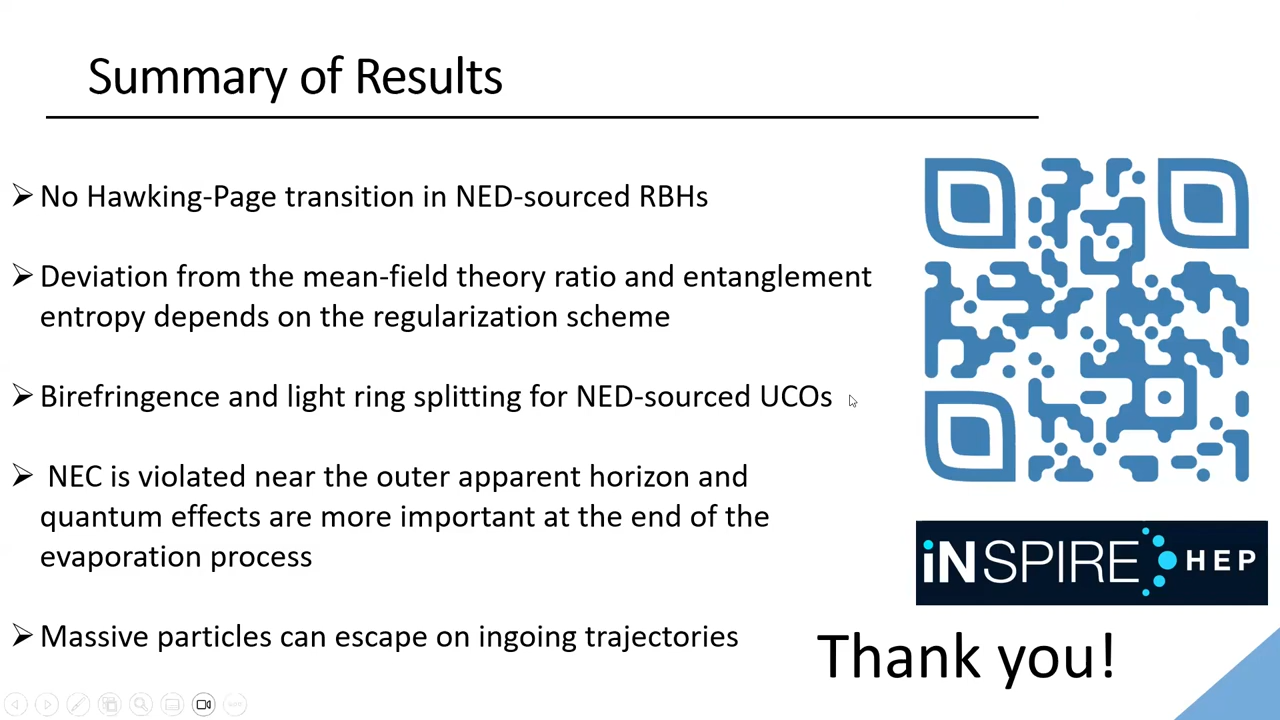 Summary of Results
➢ No Hawking-Page transition in NED-sourced RBHs
➢ Deviation from the mean-field theory ratio and entanglement
entropy depends on the regularization scheme
➢ Birefringence and light ring splitting for NED-sourced UCOs
➢ NEC is violated near the outer apparent horizon and
quantum effects are more important at the end of the
evaporation process
➢ Massive particles can escape on ingoing trajectories
iNSPIRE HEP
Thank you!